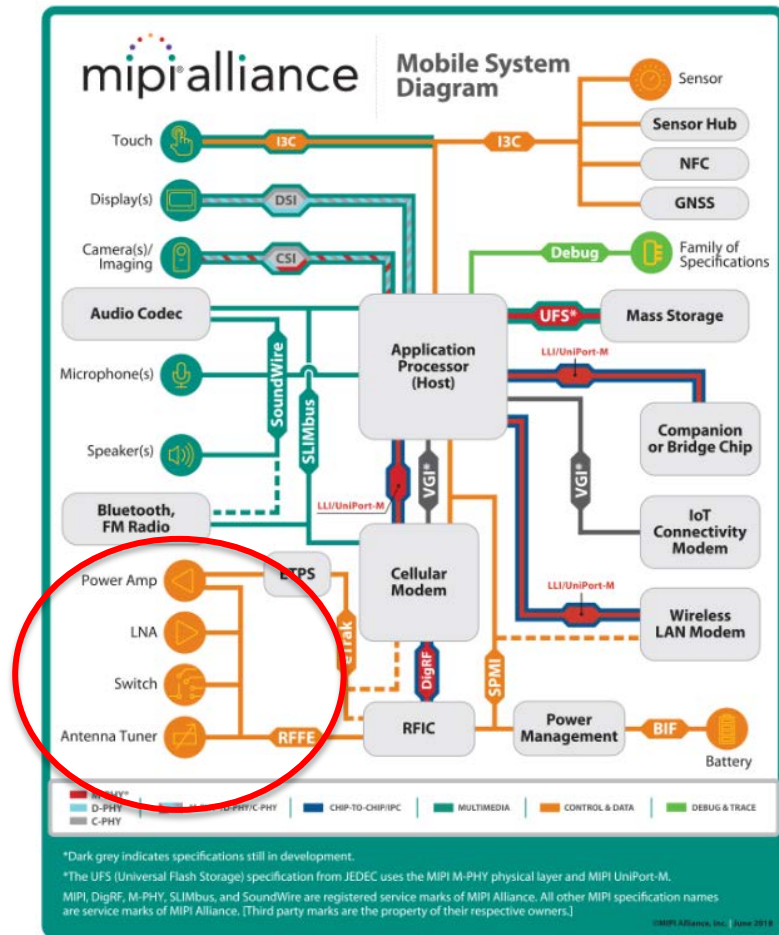 mipi® alliance
Mobile System
Diagram
Touch
I3C
I3C
Sensor
Sensor Hub
NFC
GNSS
Display(s)
DSI
Camera(s)/
Imaging
CSI
Debug
Family of
Specifications
Audio Codec
Application
Processor
(Host)
UFS*
Mass Storage
LLI/UniPort-M
Microphone(s)
SoundWire
SLIMbus
Companion
or Bridge Chip
Speaker(s)
LLI/UniPort-M
VGI*
VGI*
Bluetooth,
FM Radio
IoT
Connectivity
Modem
Power Amp
ETPS
Cellular
Modem
LLI/UniPort-M
Wireless
LAN Modem
LNA
eTrak
DigRF
SPMI
Switch
Antenna Tuner
RFFE
RFIC
Power
Management
BIF
Battery
M-PHY*
D-PHY
C-PHY
CHIP-TO-CHIP/IPC
MULTIMEDIA
CONTROL & DATA
DEBUG & TRACE
*Dark grey indicates specifications still in development.
*The UFS (Universal Flash Storage) specification from JEDEC uses the MIPI M-PHY physical layer and MIPI UniPort-M.
MIPI, DigRF, M-PHY, SLIMbus, and SoundWire are registered service marks of MIPI Alliance. All other MIPI specification names
are service marks of MIPI Alliance. [Third party marks are the property of their respective owners.]
©MIPI Alliance, Inc. | June 2018